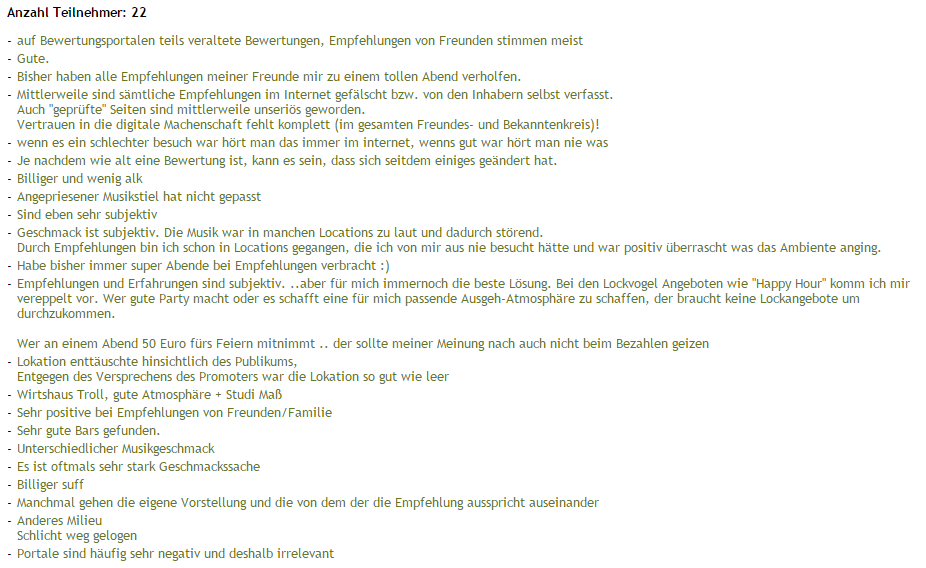 Anzahl Teilnehmer: 22
- auf Bewertungsportalen teils veraltete Bewertungen, Empfehlungen von Freunden stimmen meist
- Gute.
- Bisher haben alle Empfehlungen meiner Freunde mir zu einem tollen Abend verholfen.
- Mittlerweile sind sämtliche Empfehlungen im Internet gefälscht bzw. von den Inhabern selbst verfasst.
Auch "geprüfte" Seiten sind mittlerweile unseriös geworden.
Vertrauen in die digitale Machenschaft fehlt komplett (im gesamten Freundes- und Bekanntenkreis)!
- wenn es ein schlechter besuch war hört man das immer im internet, wenns gut war hört man nie was
- Je nachdem wie alt eine Bewertung ist, kann es sein, dass sich seitdem einiges geändert hat.
- Billiger und wenig alk
- Angepriesener Musikstiel hat nicht gepasst
- Sind eben sehr subjektiv
- Geschmack ist subjektiv. Die Musik war in manchen Locations zu laut und dadurch störend.
Durch Empfehlungen bin ich schon in Locations gegangen, die ich von mir aus nie besucht hätte und war positiv überrascht was das Ambiente anging.
- Habe bisher immer super Abende bei Empfehlungen verbracht :)
- Empfehlungen und Erfahrungen sind subjektiv. ..aber für mich immernoch die beste Lösung. Bei den Lockvogel Angeboten wie "Happy Hour" komm ich mir
vereppelt vor. Wer gute Party macht oder es schafft eine für mich passende Ausgeh-Atmosphäre zu schaffen, der braucht keine Lockangebote um
durchzukommen.
Wer an einem Abend 50 Euro fürs Feiern mitnimmt .. der sollte meiner Meinung nach auch nicht beim Bezahlen geizen
- Lokation enttäuschte hinsichtlich des Publikums,
Entgegen des Versprechens des Promoters war die Lokation so gut wie leer
- Wirtshaus Troll, gute Atmosphäre + Studi Maß
- Sehr positive bei Empfehlungen von Freunden/Familie
- Sehr gute Bars gefunden.
- Unterschiedlicher Musikgeschmack
- Es ist oftmals sehr stark Geschmackssache
- Billiger suff
- Manchmal gehen die eigene Vorstellung und die von dem der die Empfehlung ausspricht auseinander
- Anderes Milieu
Schlicht weg gelogen
- Portale sind häufig sehr negativ und deshalb irrelevant